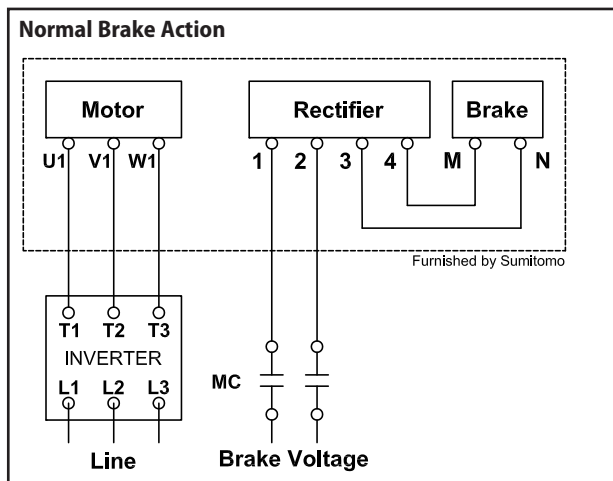 Normal Brake Action
Motor Rectifier Brake
U1 V1 W1 1 2 3 4 M N
Furnished by Sumitomo
T1 T2 T3
INVERTER
L1 L2 L3
MC
Line
Brake Voltage